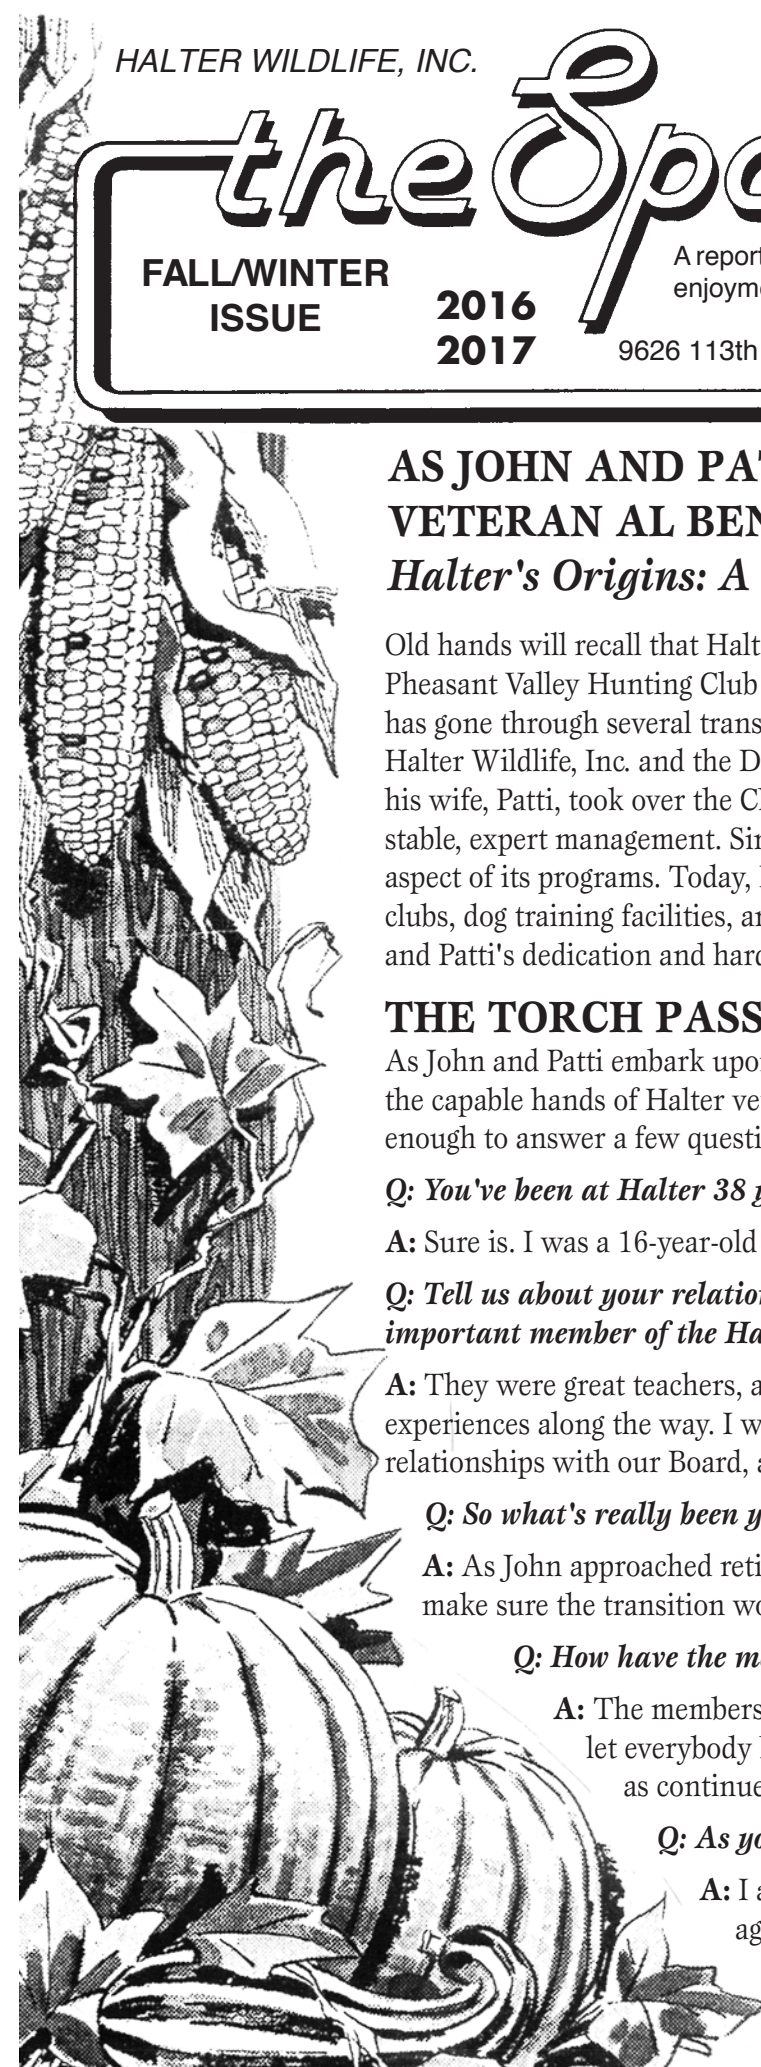 HALTER WILDLIFE, INC.
the Spo
FALL/WINTER
ISSUE
2016
2017
A report
enjoym
9626 113th
AS JOHN AND PA
VETERAN AL BEN
Halter's Origins: A
Old hands will recall that Halt
Pheasant Valley Hunting Club
has gone through several trans
Halter Wildlife, Inc. and the D
his wife, Patti, took over the Cl
stable, expert management. Sin
aspect of its programs. Today,
clubs, dog training facilities, an
and Patti's dedication and hard
THE TORCH PASS
As John and Patti embark upon
the capable hands of Halter vet
enough to answer a few questi
Q: You've been at Halter 38 y
A: Sure is. I was a 16-year-old
Q: Tell us about your relation
important member of the Ha
A: They were great teachers, a
experiences along the way. I w
relationships with our Board, a
Q: So what's really been y
A: As John approached reti
make sure the transition wo
Q: How have the m
A: The members
let everybody
as continue
Q: As yo
A: I a
ag